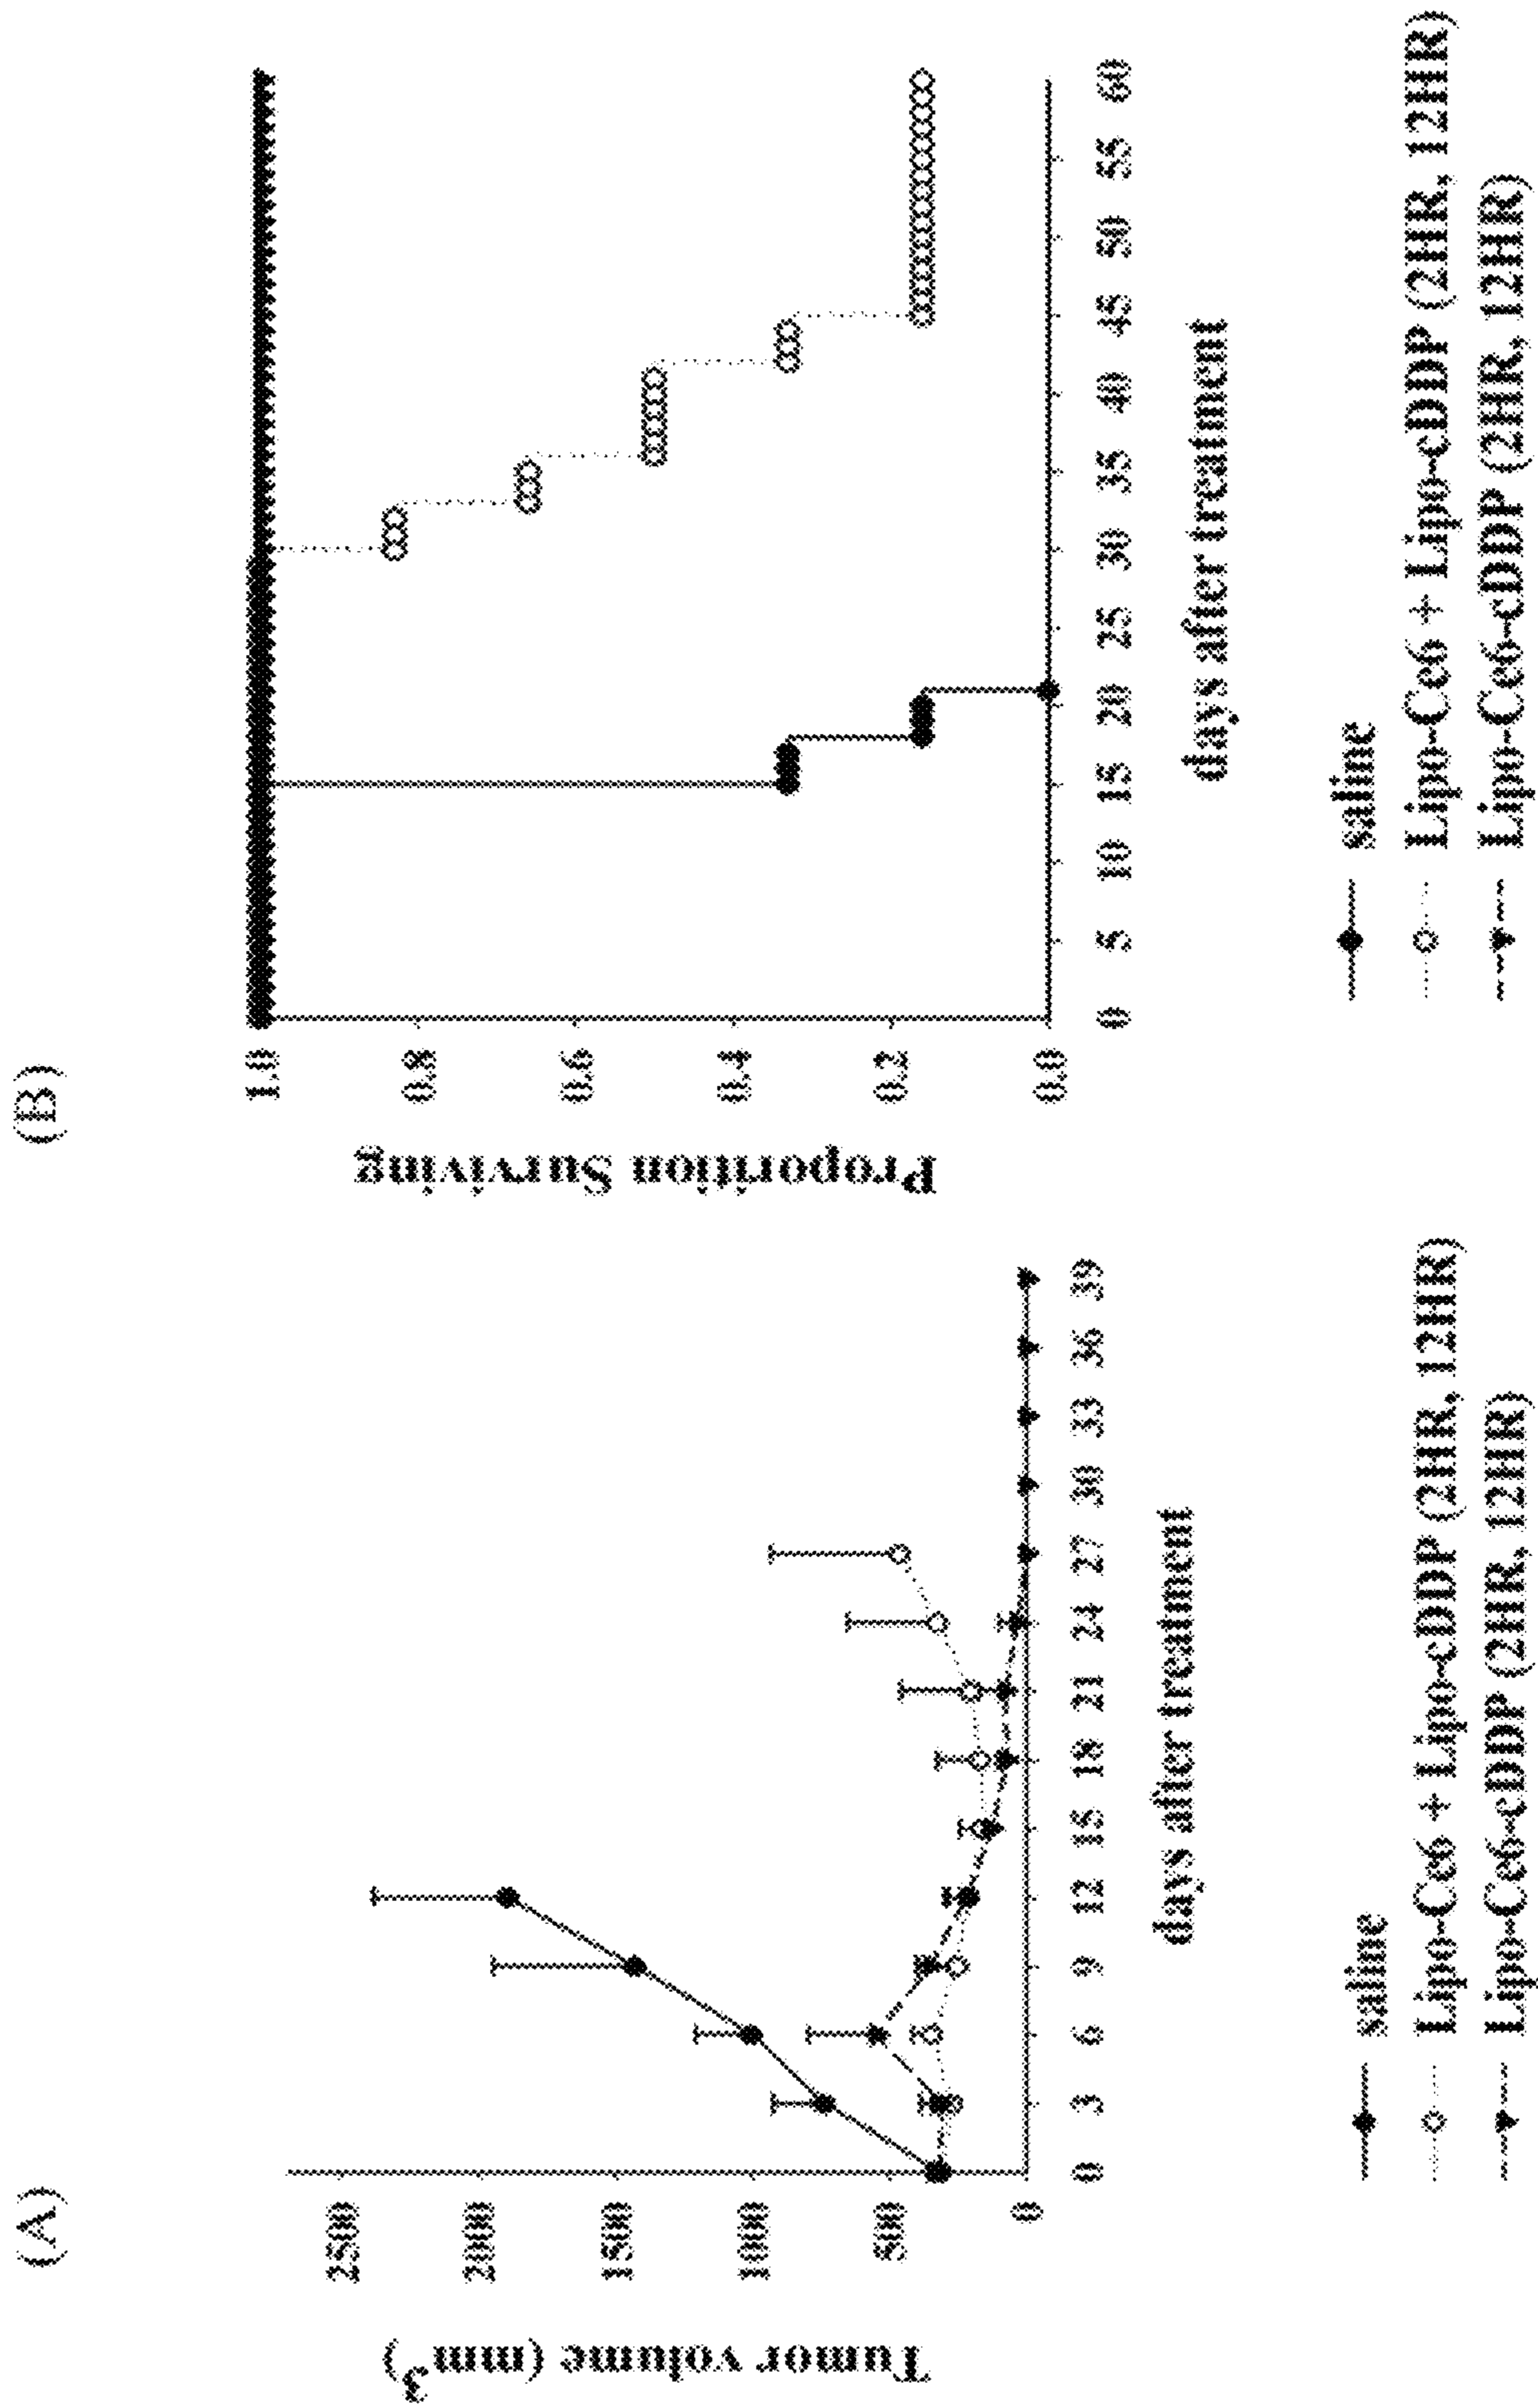 (A)
Tumor volume (mm3)
2500
2000
1500
1000
500
0
0 3 6 9 12 15 18 21 24 27 30 33 36 39
days after treatment
saline
Lipo-Ce6 + Lipo-cDDP (2HR, 12HR)
Lipo-Ce6-cDDP (2HR, 12HR)
(B)
Proporition Surviving
1.0
0.8
0.6
0.4
0.2
0.0
0 5 10 15 20 25 30 35 40 45 50 55 60
days after treatment
saline
Lipo-Ce6 + Lipo-cDDP (2HR, 12HR)
Lipo-Ce6-cDDP (2HR, 12HR)